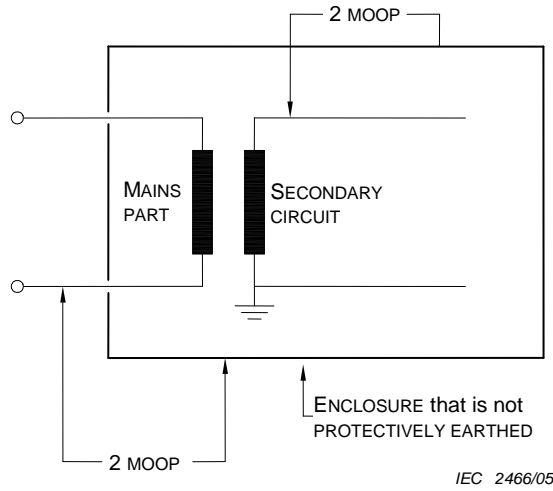 2 MOOP
MAINS
PART
SECONDARY
CIRCUIT
ENCLOSURE that is not
PROTECTIVELY EARTHED
2 MOOP
IEC 2466/05